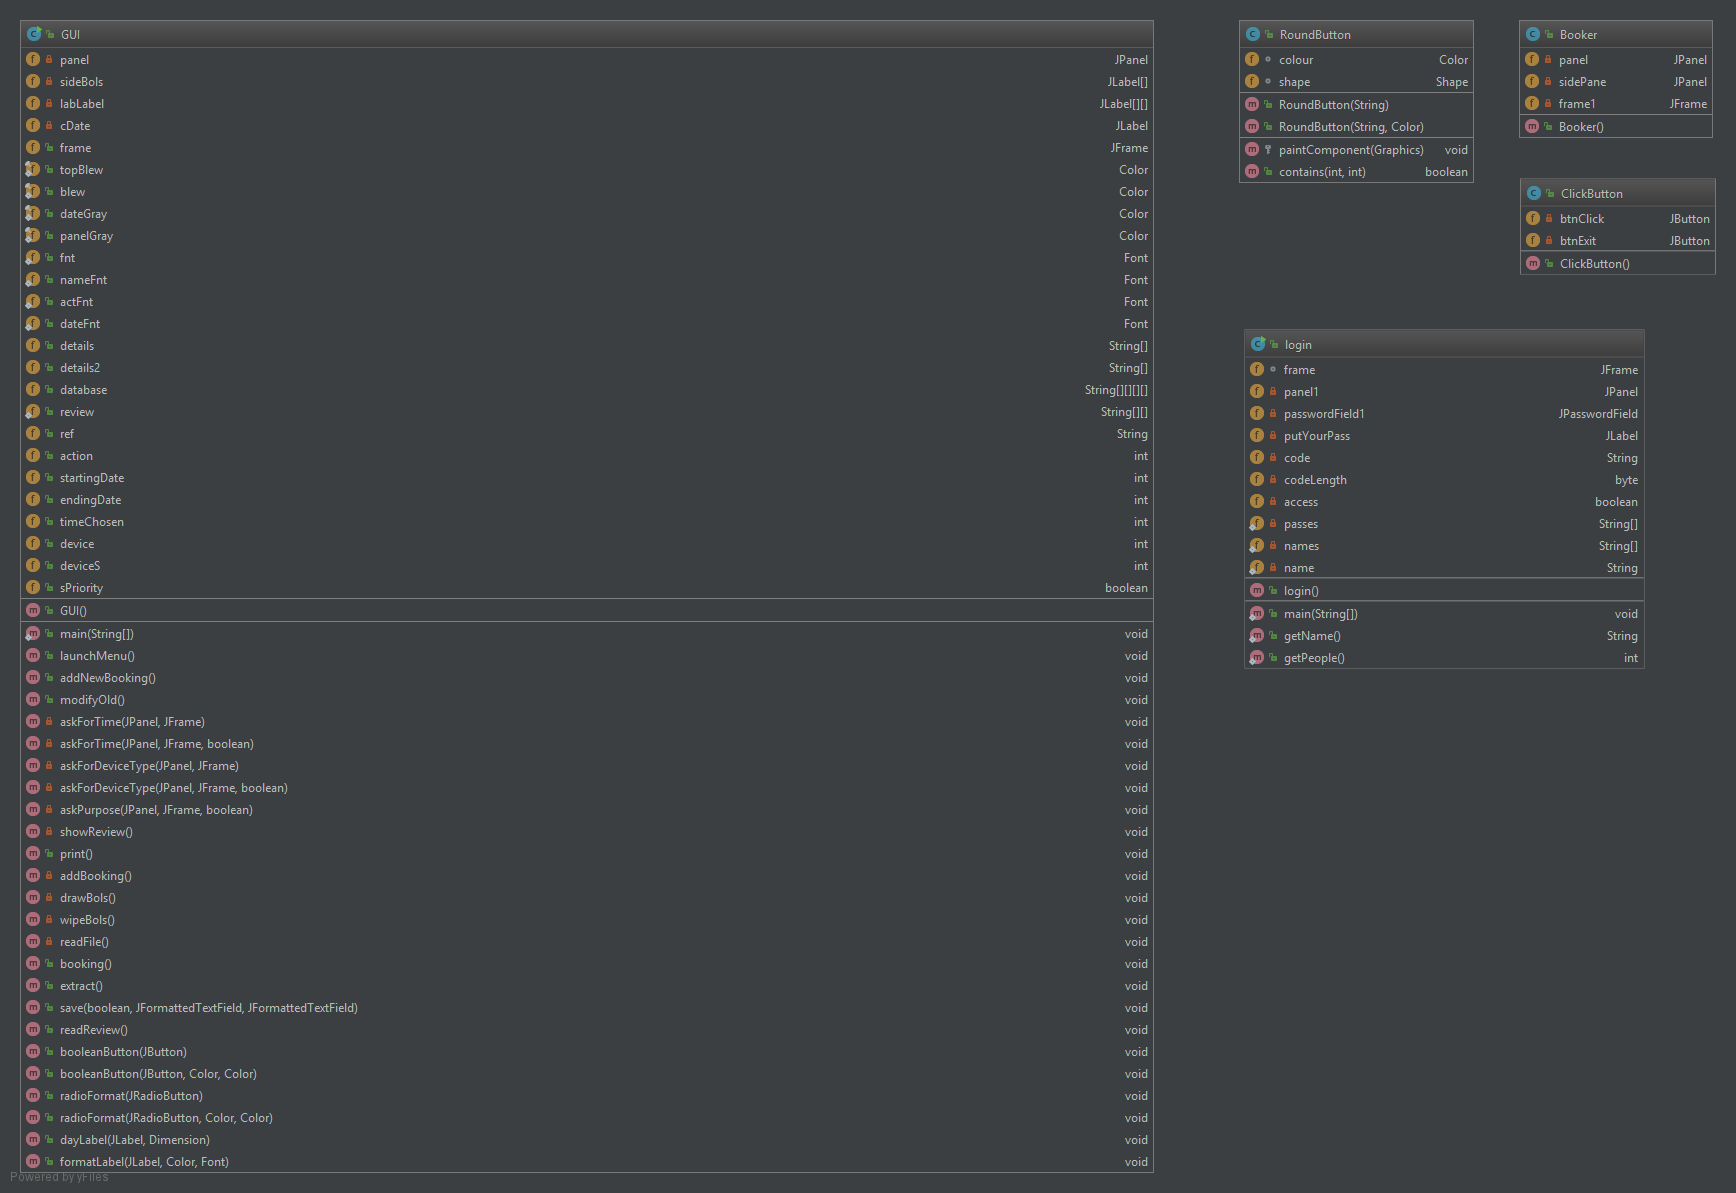 GUI
panel JPanel
sideBols JLabel[]
labLabel JLabel[][]
cDate JLabel
frame JFrame
topBlew Color
blew Color
dateGray Color
panelGray Color
fnt Font
nameFnt Font
actFnt Font
dateFnt Font
details String[]
details2 String[]
database String[][][][]
review String[][]
ref String
action int
startingDate int
endingDate int
timeChosen int
device int
deviceS int
sPriority boolean
GUI()
main(String[]) void
launchMenu() void
addNewBooking() void
modifyOld() void
askForTime(JPanel, JFrame) void
askForTime(JPanel, JFrame, boolean) void
askForDeviceType(JPanel, JFrame) void
askForDeviceType(JPanel, JFrame, boolean) void
askPurpose(JPanel, JFrame, boolean) void
showReview() void
print() void
addBooking() void
drawBols() void
wipeBols() void
readFile() void
booking() void
extract() void
save(boolean, JFormattedTextField, JFormattedTextField) void
readReview() void
booleanButton(JButton) void
booleanButton(JButton, Color, Color) void
radioFormat(JRadioButton) void
radioFormat(JRadioButton, Color, Color) void
dayLabel(JLabel, Dimension) void
formatLabel(JLabel, Color, Font) void
RoundButton
colour Color
shape Shape
RoundButton(String)
RoundButton(String, Color)
paintComponent(Graphics) void
contains(int, int) boolean
Booker
panel JPanel
sidePane JPanel
frame1 JFrame
Booker()
ClickButton
btnClick JButton
btnExit JButton
ClickButton()
login
frame JFrame
panel1 JPanel
passwordField1 JPasswordField
putYourPass JLabel
code String
codeLength byte
access boolean
passes String[]
names String[]
name String
login()
main(String[]) void
getName() String
getPeople() int
Powered by yFiles